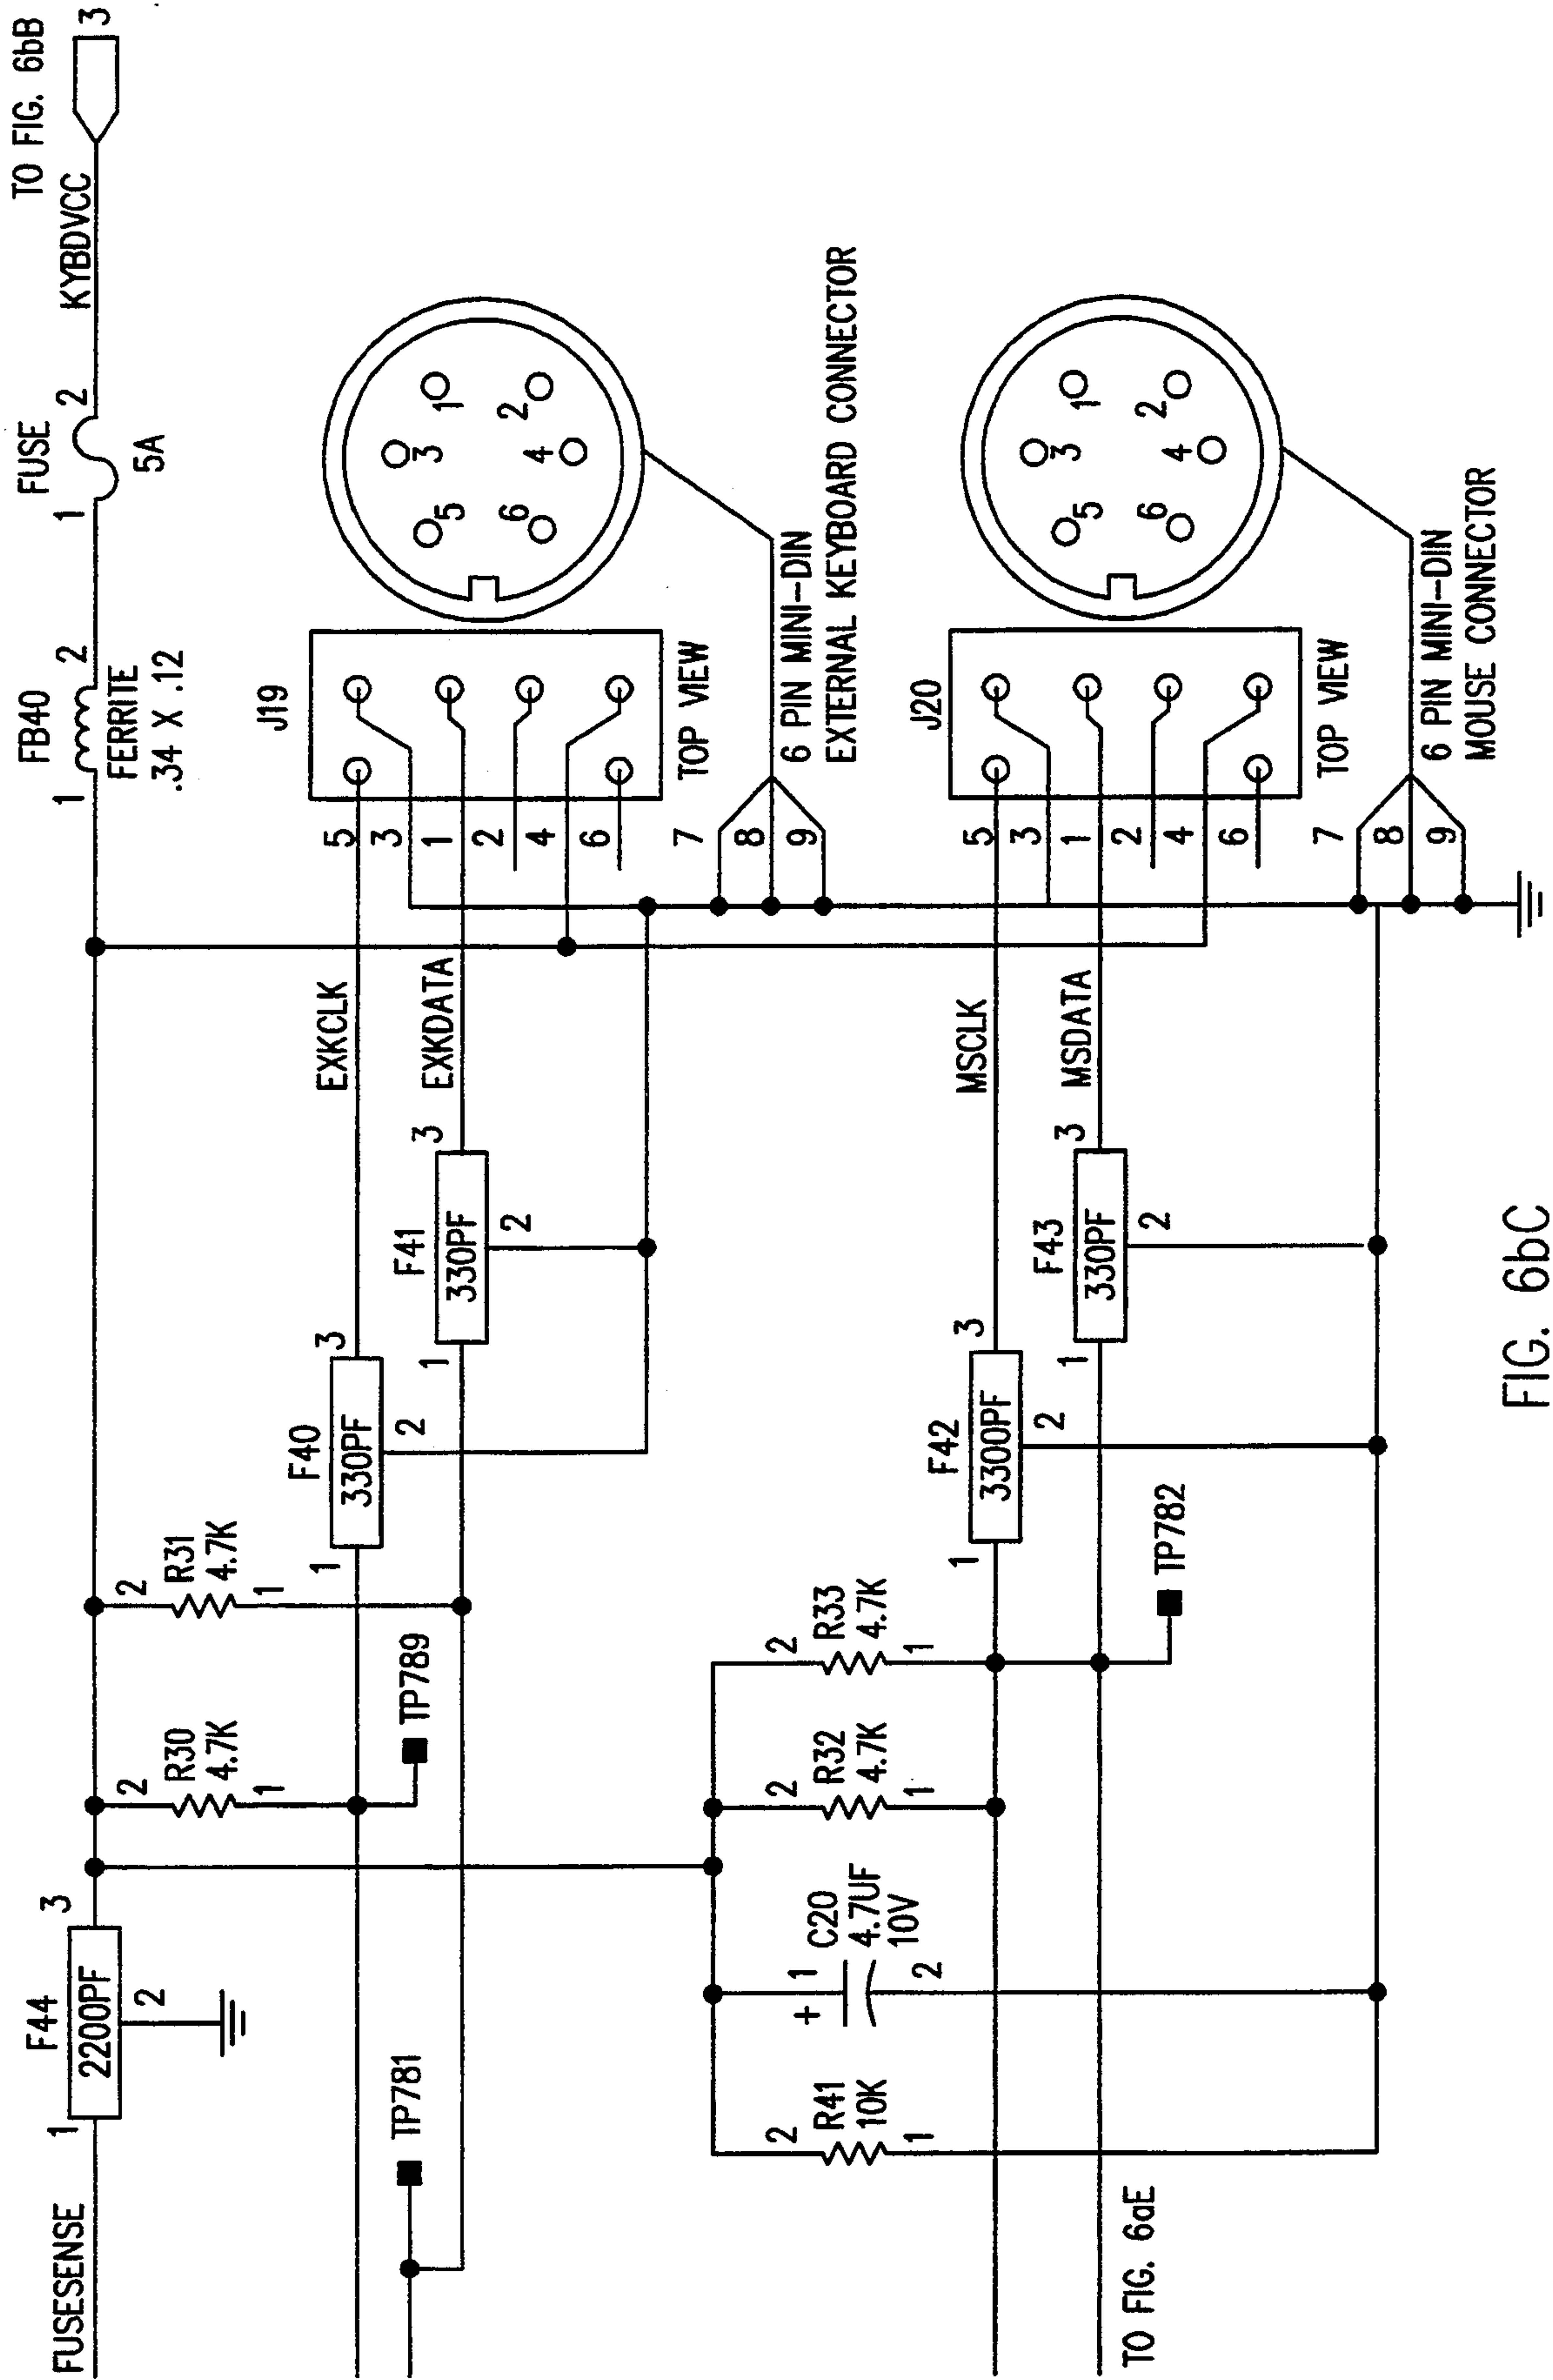 FUSESENSE
1
F44
2200PF
3
2
2
R30
4.7K
1
2
R31
4.7K
1
1
FB40
2
FERRITE
.34 X .12
1
FUSE
2
5A
KYBDVCC
TO FIG. 6bB
3
TP781
TP789
1
F40
330PF
3
2
EXKCLK
1
F41
330PF
3
2
EXKDATA
J19
5
3
1
2
4
6
TOP VIEW
7
8
9
6 PIN MINI-DIN
EXTERNAL KEYBOARD CONNECTOR
5
3
1
6
4
2
2
R41
10K
1
+
1
C20
4.7UF
10V
2
2
R32
4.7K
1
2
R33
4.7K
1
TP782
1
F42
3300PF
3
2
MSCLK
1
F43
330PF
3
2
MSDATA
J20
5
3
1
2
4
6
TOP VIEW
7
8
9
6 PIN MINI-DIN
MOUSE CONNECTOR
5
3
1
6
4
2
TO FIG. 6aE
FIG. 6bC